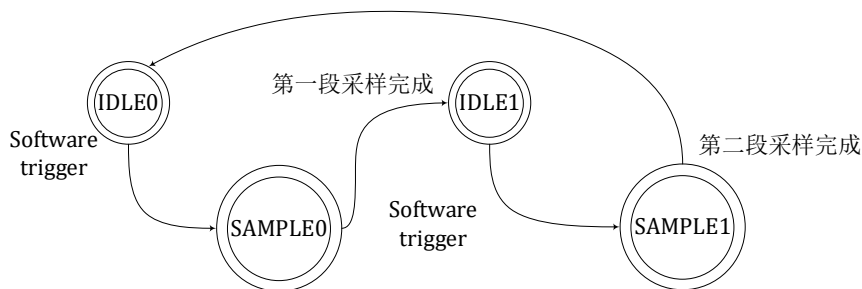 IDLE0
第一段采样完成
IDLE1
Software
trigger
第二段采样完成
SAMPLE0
Software
trigger
SAMPLE1